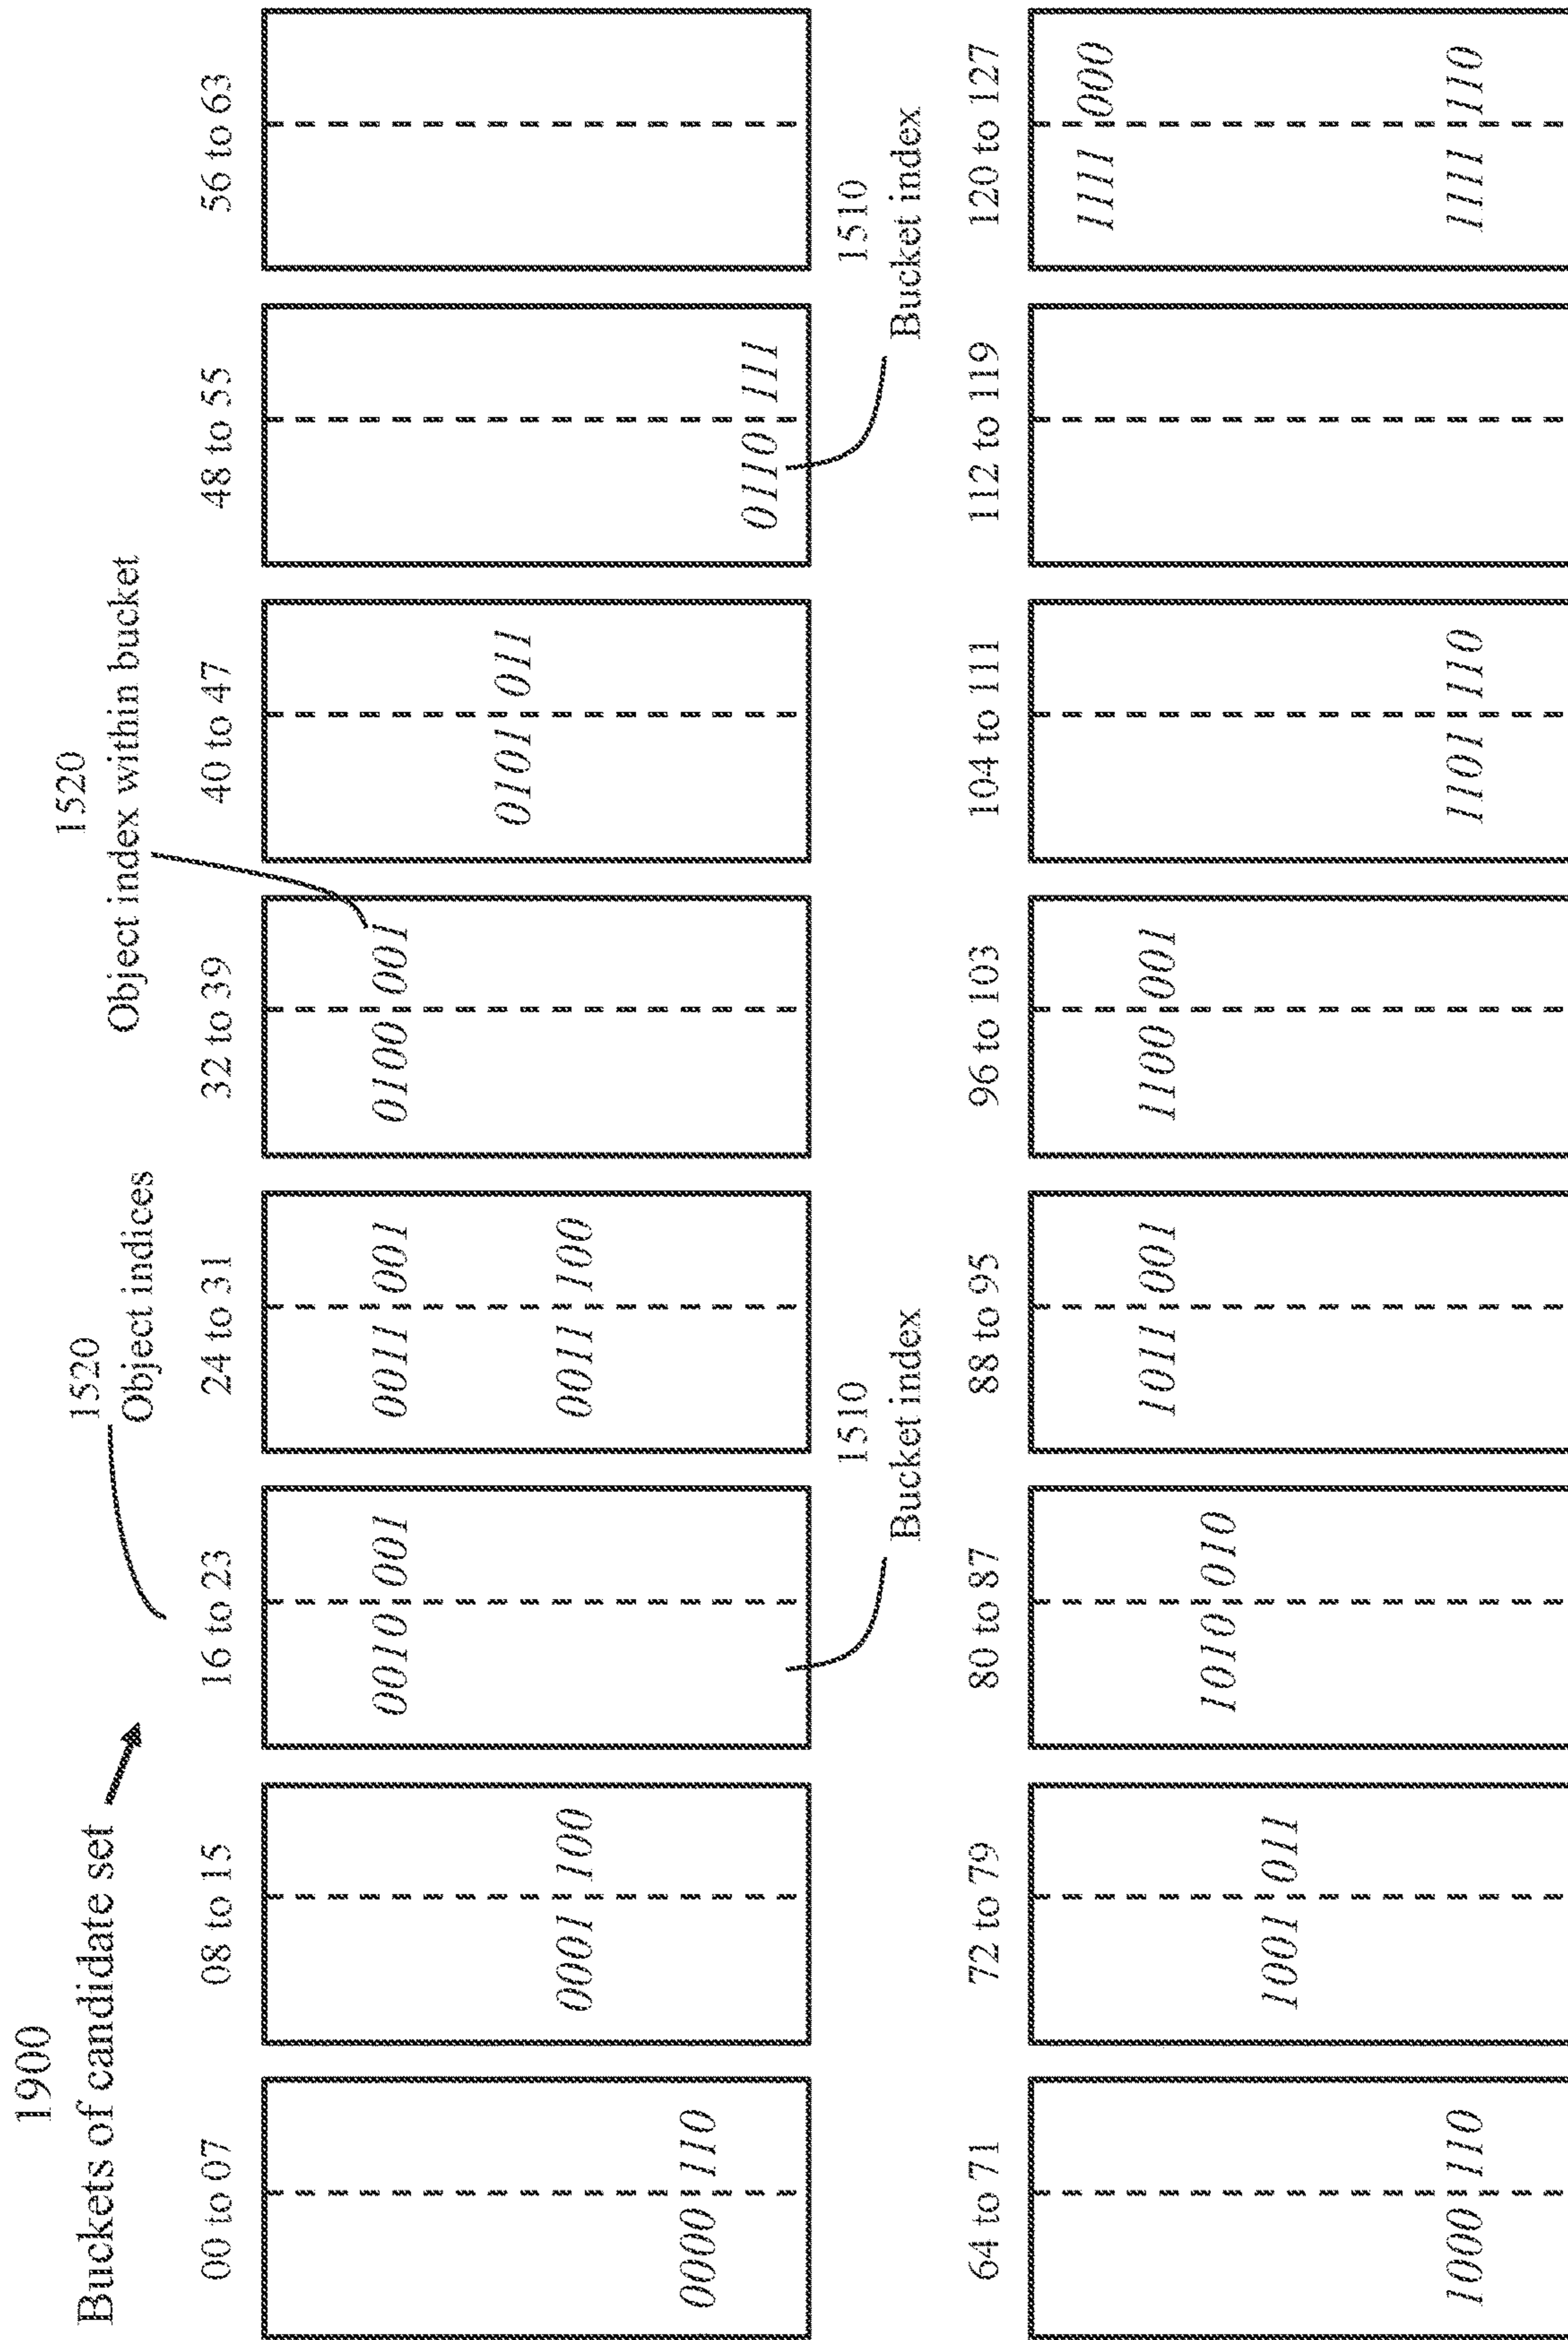 1900
Buckets of candidate set
1520
Object indices
1520
Object index within bucket
00 to 07
08 to 15
16 to 23
24 to 31
32 to 39
40 to 47
48 to 55
56 to 63
0000 110
0001 100
0010 001
0011 001
0011 100
0100 001
0101 011
0110 111
1510
Bucket index
1510
Bucket index
64 to 71
72 to 79
80 to 87
88 to 95
96 to 103
104 to 111
112 to 119
120 to 127
1000 110
1001 011
1010 010
1011 001
1100 001
1101 110
1111 000
1111 110